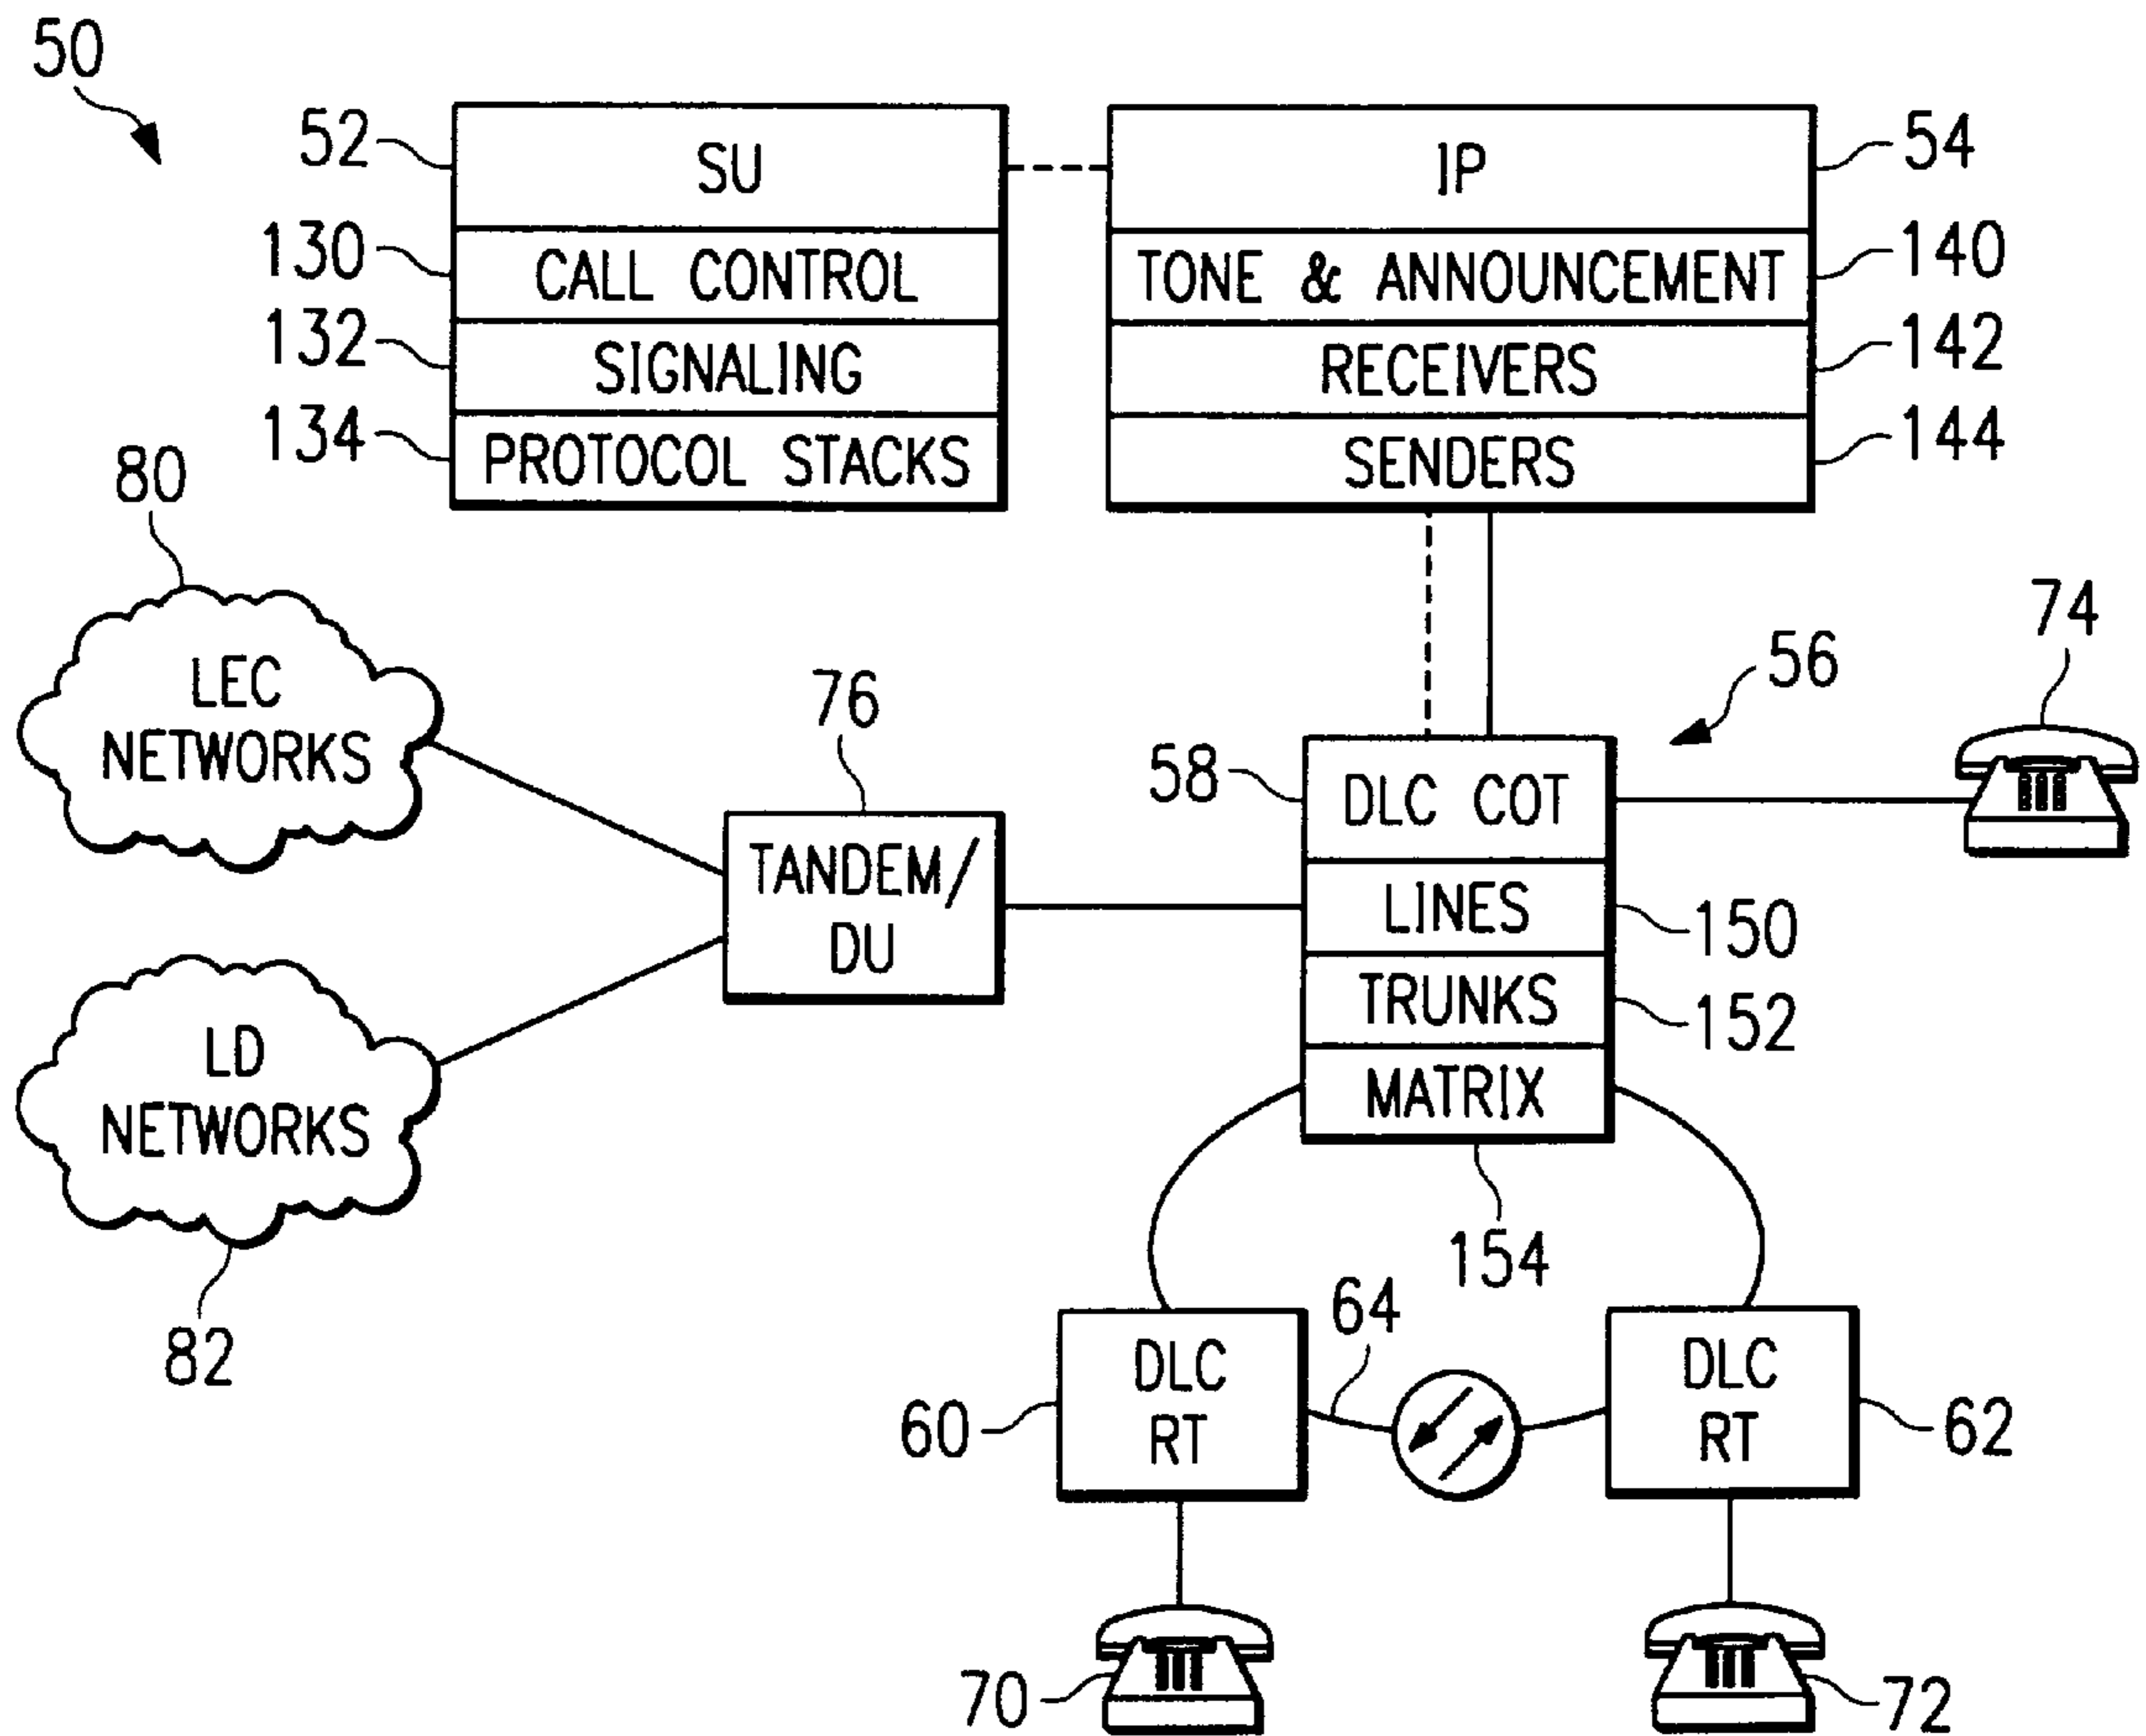 50
52
SU
IP
54
130
CALL CONTROL
TONE & ANNOUNCEMENT
140
132
SIGNALING
RECEIVERS
142
134
PROTOCOL STACKS
SENDERS
144
80
LEC
NETWORKS
76
TANDEM/
DU
56
74
58
DLC COT
LINES
150
TRUNKS
152
MATRIX
154
LD
NETWORKS
82
64
60
DLC
RT
DLC
RT
62
70
72